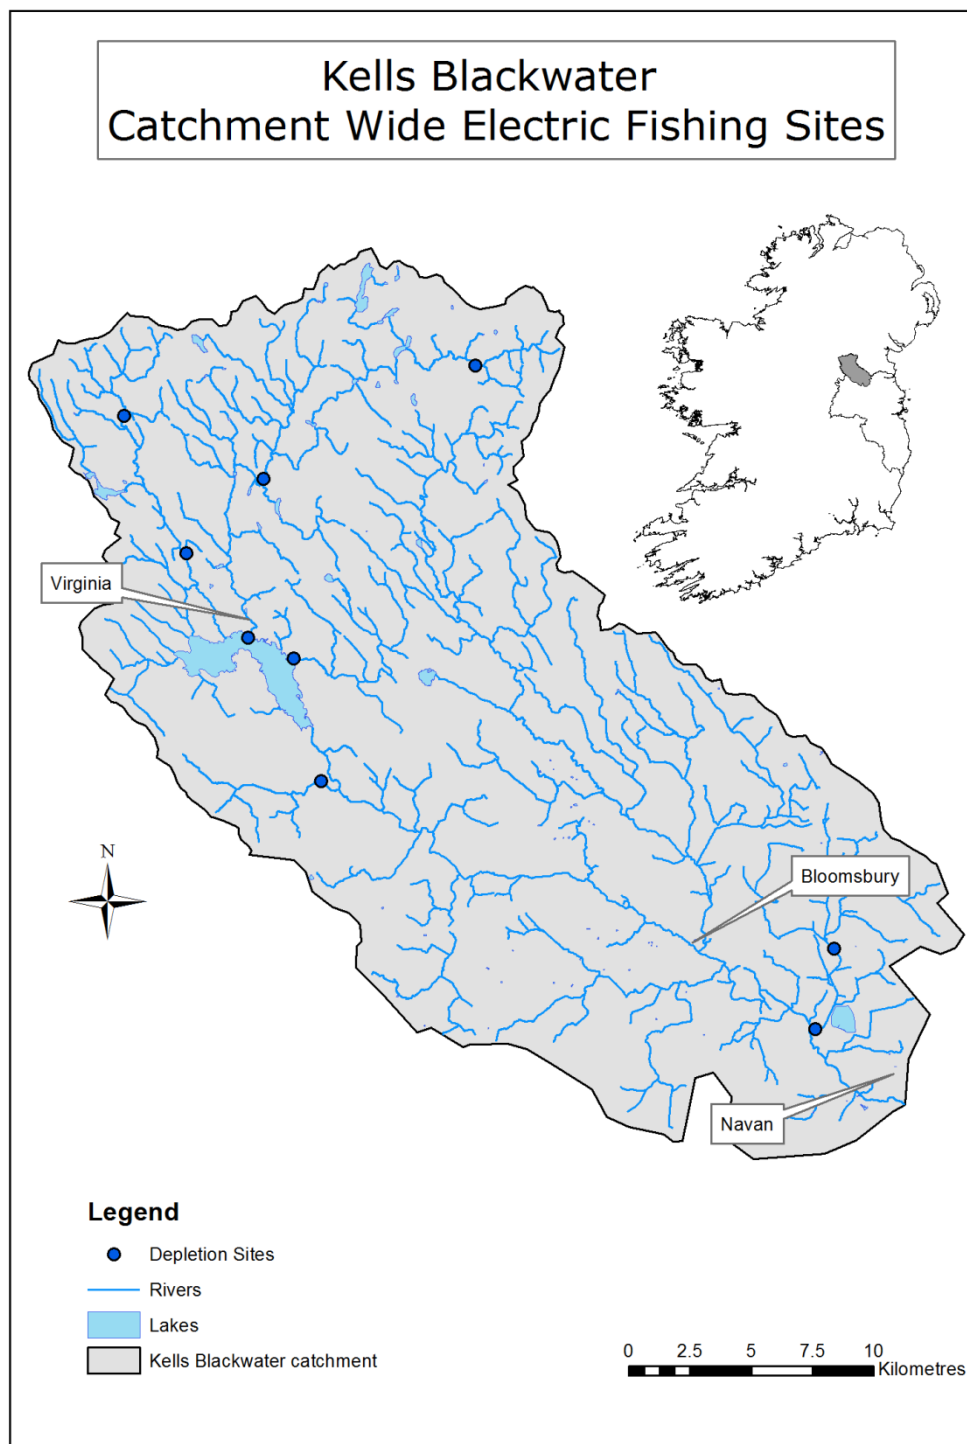 Kells Blackwater
Catchment Wide Electric Fishing Sites
Virginia
N
Bloomsbury
Navan
Legend
Depletion Sites
Rivers
Lakes
Kells Blackwater catchment
0 2.5 5 7.5 10
Kilometres